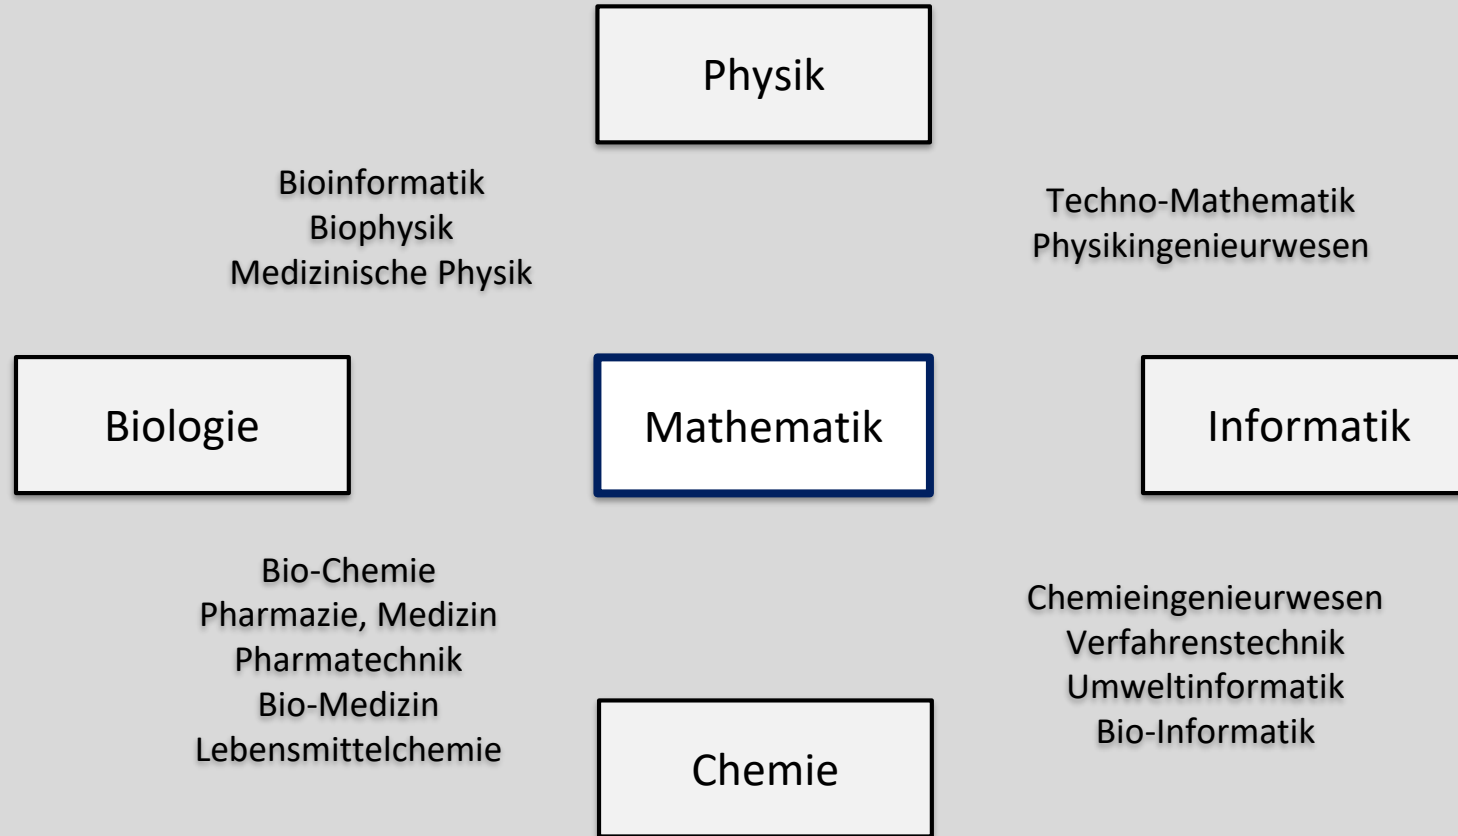 Physik
Bioinformatik
Biophysik
Medizinische Physik
Techno-Mathematik
Physikingenieurwesen
Biologie
Mathematik
Informatik
Bio-Chemie
Pharmazie, Medizin
Pharmatechnik
Bio-Medizin
Lebensmittelchemie
Chemieingenieurwesen
Verfahrenstechnik
Umweltinformatik
Bio-Informatik
Chemie